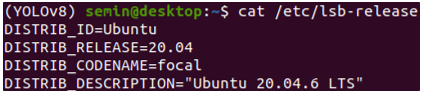 (YOLOv8) semin@desktop:~$ cat /etc/lsb-release
DISTRIB_ID=Ubuntu
DISTRIB_RELEASE=20.04
DISTRIB_CODENAME=focal
DISTRIB_DESCRIPTION="Ubuntu 20.04.6 LTS"